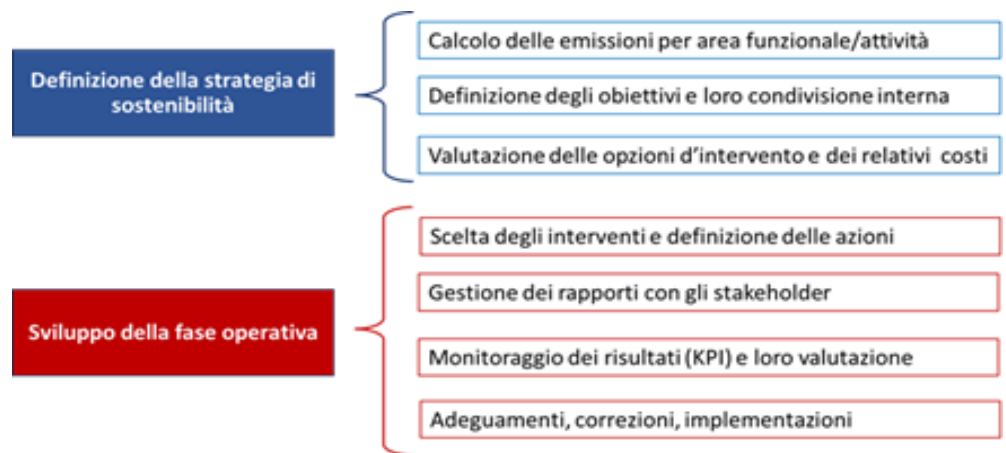 Definizione della strategia di
sostenibilità
Calcolo delle emissioni per area funzionale/attività
Definizione degli obiettivi e loro condivisione interna
Valutazione delle opzioni d'intervento e dei relativi costi
Sviluppo della fase operativa
Scelta degli interventi e definizione delle azioni
Gestione dei rapporti con gli stakeholder
Monitoraggio dei risultati (KPI) e loro valutazione
Adeguamenti, correzioni, implementazioni